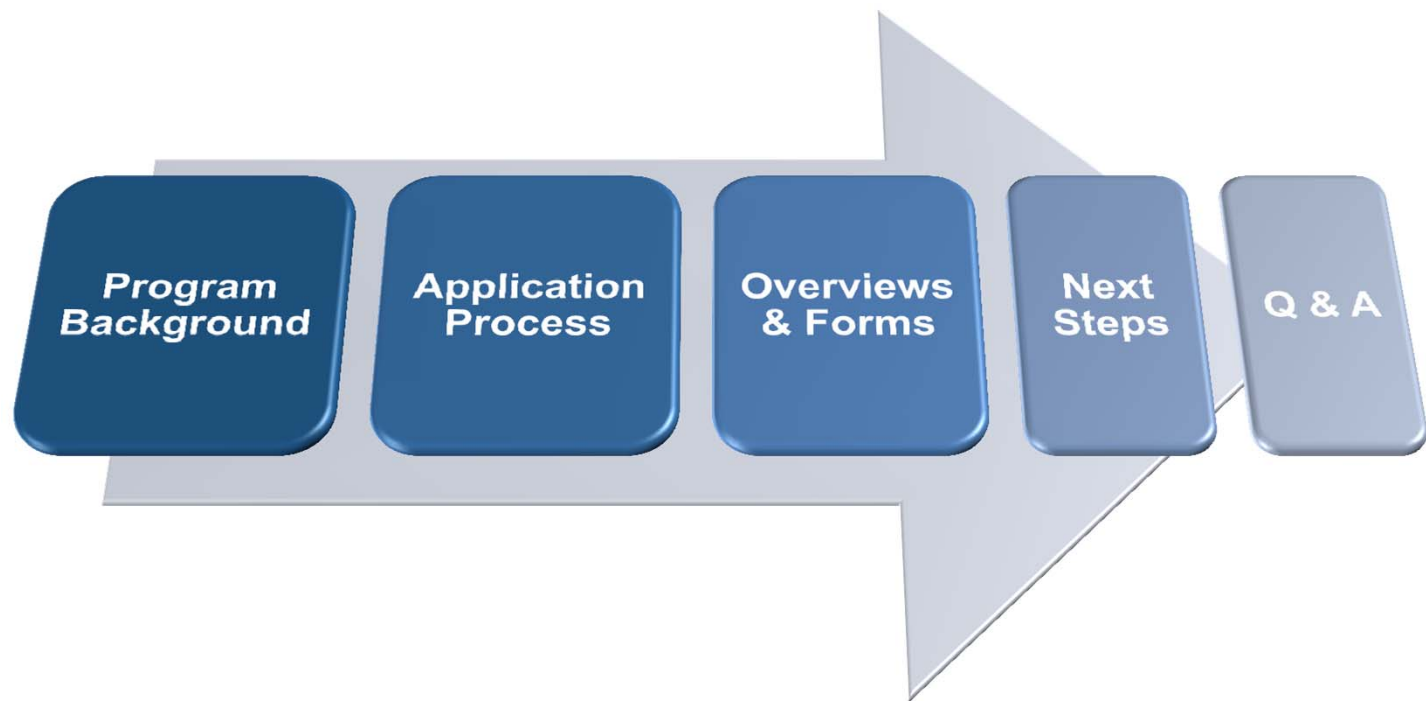 Program
Background
Application
Process
Overviews
& Forms
Next
Steps
Q & A